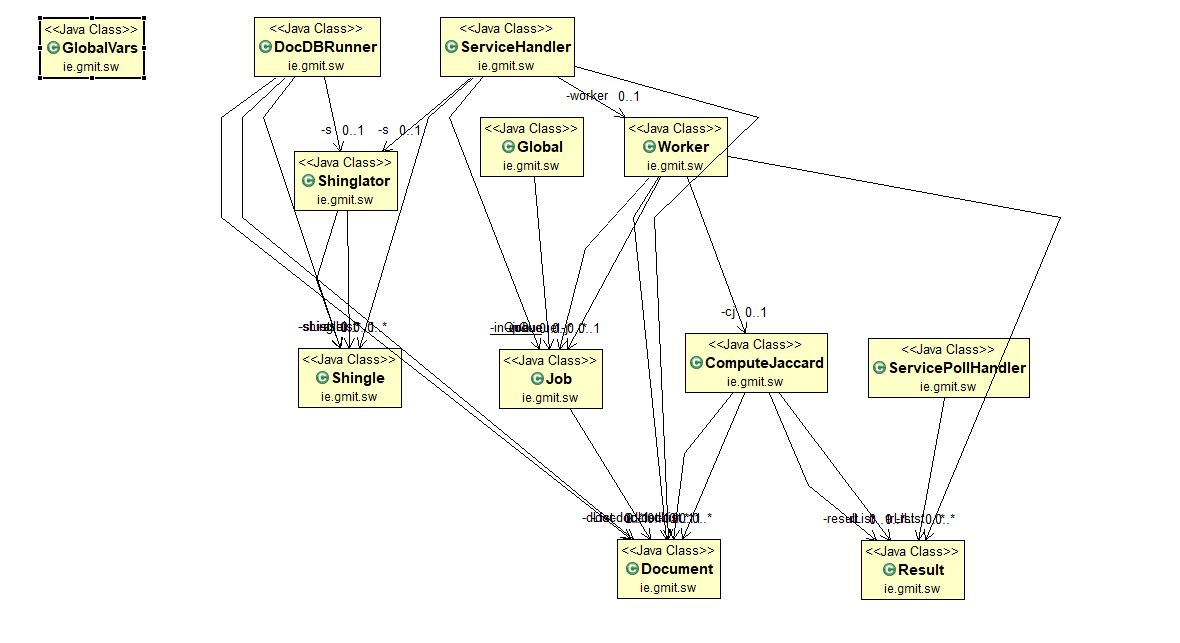 <<Java Class>>
GlobalVars
ie.gmit.sw
<<Java Class>>
DocDBRunner
ie.gmit.sw
<<Java Class>>
ServiceHandler
ie.gmit.sw
-worker 0..1
-s 0..1
-s 0..1
<<Java Class>>
Shinglator
ie.gmit.sw
<<Java Class>>
Global
ie.gmit.sw
<<Java Class>>
Worker
ie.gmit.sw
-cj 0..1
<<Java Class>>
Shingle
ie.gmit.sw
<<Java Class>>
Job
ie.gmit.sw
<<Java Class>>
ComputeJaccard
ie.gmit.sw
<<Java Class>>
ServicePollHandler
ie.gmit.sw
<<Java Class>>
Document
ie.gmit.sw
<<Java Class>>
Result
ie.gmit.sw